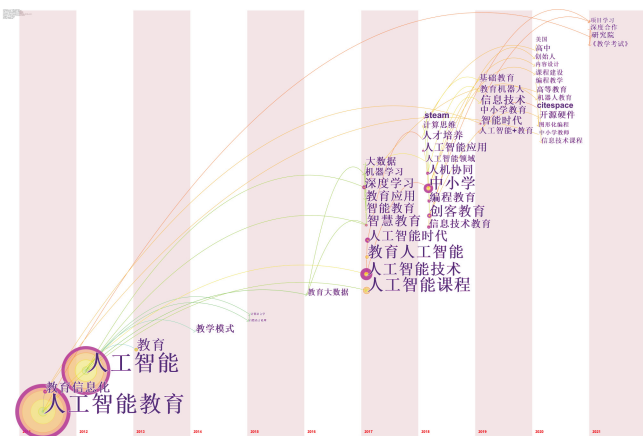 项目学习
深度合作
研究院
《教学考试》
美国
高中
创始人
内容设计
课程建设
编程教学
高等教育
机器人教育
citespace
开源硬件
图形化编程
中小学教师
信息技术课程
基础教育
教育机器人
信息技术
中小学教育
智能时代
人工智能+教育
steam
计算思维
人才培养
人工智能应用
人工智能领域
人机协同
中小学
编程教育
创客教育
信息技术教育
大数据
机器学习
深度学习
教育应用
智能教育
智慧教育
人工智能时代
教育人工智能
人工智能技术
人工智能课程
教育大数据
教学模式
教育
人工智能
教育信息化
人工智能教育
2012
2013
2014
2015
2016
2017
2018
2019
2020
2021